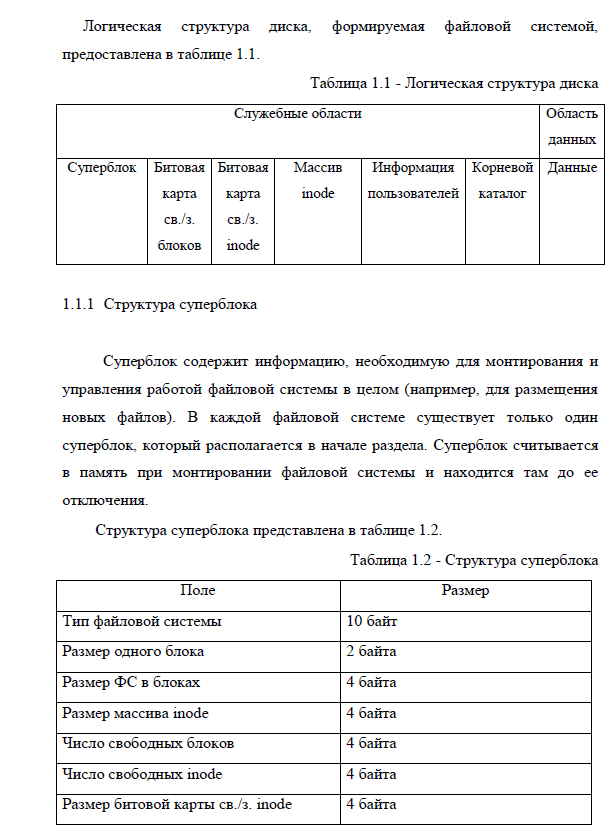 Логическая структура диска, формируемая файловой системой,
предоставлена в таблице 1.1.
Таблица 1.1 - Логическая структура диска
Служебные области
Область
данных
Суперблок
Битовая
карта
св./з.
блоков
Битовая
карта
св./з.
inode
Массив
inode
Информация
пользователей
Корневой
каталог
Данные
1.1.1 Структура суперблока
Суперблок содержит информацию, необходимую для монтирования и
управления работой файловой системы в целом (например, для размещения
новых файлов). В каждой файловой системе существует только один
суперблок, который располагается в начале раздела. Суперблок считывается
в память при монтировании файловой системы и находится там до ее
отключения.
Структура суперблока представлена в таблице 1.2.
Таблица 1.2 - Структура суперблока
Поле Размер
Тип файловой системы 10 байт
Размер одного блока 2 байта
Размер ФС в блоках 4 байта
Размер массива inode 4 байта
Число свободных блоков 4 байта
Число свободных inode 4 байта
Размер битовой карты св./з. inode 4 байта